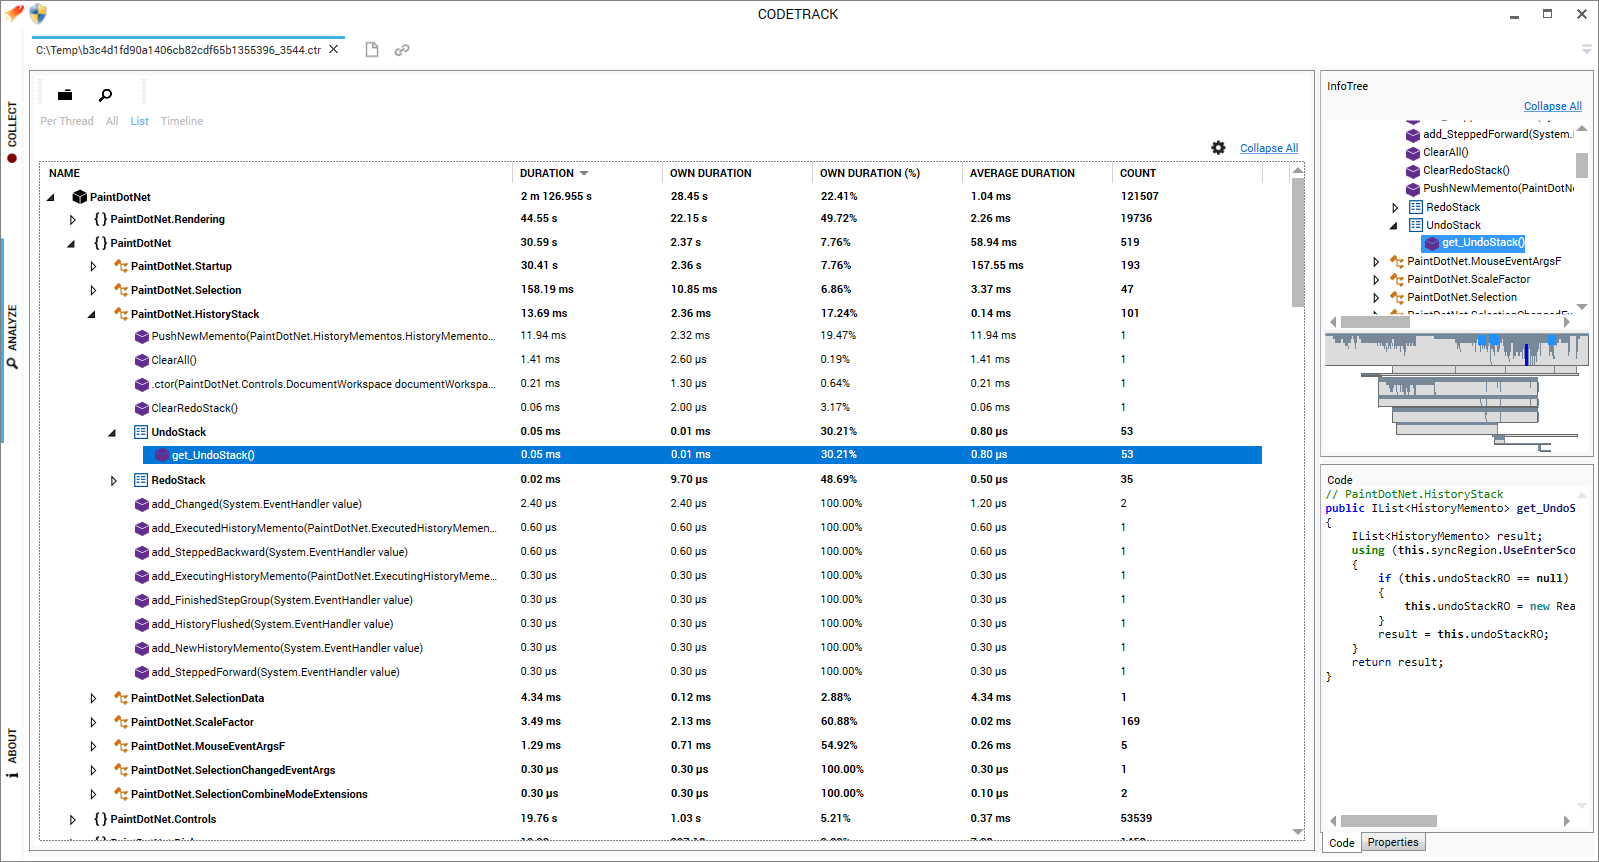 CODETRACK
C:\Temp\b3c4d1fd90a1406cb82cdf65b1355396_3544.ctr
COLLECT
ANALYZE
ABOUT
Per Thread All List Timeline
Collapse All
NAME DURATION OWN DURATION OWN DURATION (%) AVERAGE DURATION COUNT
PaintDotNet 2 m 126.955 s 28.45 s 22.41% 1.04 ms 121507
{} PaintDotNet.Rendering 44.55 s 22.15 s 49.72% 2.26 ms 19736
{} PaintDotNet 30.59 s 2.37 s 7.76% 58.94 ms 519
PaintDotNet.Startup 30.41 s 2.36 s 7.76% 157.55 ms 193
PaintDotNet.Selection 158.19 ms 10.85 ms 6.86% 3.37 ms 47
PaintDotNet.HistoryStack 13.69 ms 2.36 ms 17.24% 0.14 ms 101
PushNewMemento(PaintDotNet.HistoryMementos.HistoryMemento... 11.94 ms 2.32 ms 19.47% 11.94 ms 1
ClearAll() 1.41 ms 2.60 µs 0.19% 1.41 ms 1
.ctor(PaintDotNet.Controls.DocumentWorkspace documentWorkspa... 0.21 ms 1.30 µs 0.64% 0.21 ms 1
ClearRedoStack() 0.06 ms 2.00 µs 3.17% 0.06 ms 1
UndoStack 0.05 ms 0.01 ms 30.21% 0.80 µs 53
get_UndoStack() 0.05 ms 0.01 ms 30.21% 0.80 µs 53
RedoStack 0.02 ms 9.70 µs 48.69% 0.50 µs 35
add_Changed(System.EventHandler value) 2.40 µs 2.40 µs 100.00% 1.20 µs 2
add_ExecutedHistoryMemento(PaintDotNet.ExecutedHistoryMemen... 0.60 µs 0.60 µs 100.00% 0.60 µs 1
add_SteppedBackward(System.EventHandler value) 0.60 µs 0.60 µs 100.00% 0.60 µs 1
add_ExecutingHistoryMemento(PaintDotNet.ExecutingHistoryMeme... 0.30 µs 0.30 µs 100.00% 0.30 µs 1
add_FinishedStepGroup(System.EventHandler value) 0.30 µs 0.30 µs 100.00% 0.30 µs 1
add_HistoryFlushed(System.EventHandler value) 0.30 µs 0.30 µs 100.00% 0.30 µs 1
add_NewHistoryMemento(System.EventHandler value) 0.30 µs 0.30 µs 100.00% 0.30 µs 1
add_SteppedForward(System.EventHandler value) 0.30 µs 0.30 µs 100.00% 0.30 µs 1
PaintDotNet.SelectionData 4.34 ms 0.12 ms 2.88% 4.34 ms 1
PaintDotNet.ScaleFactor 3.49 ms 2.13 ms 60.88% 0.02 ms 169
PaintDotNet.MouseEventArgsF 1.29 ms 0.71 ms 54.92% 0.26 ms 5
PaintDotNet.SelectionChangedEventArgs 0.30 µs 0.30 µs 100.00% 0.30 µs 1
PaintDotNet.SelectionCombineModeExtensions 0.30 µs 0.30 µs 100.00% 0.10 µs 2
{} PaintDotNet.Controls 19.76 s 1.03 s 5.21% 0.37 ms 53539
InfoTree
Collapse All
add_SteppedForward(System.
ClearAll()
ClearRedoStack()
PushNewMemento(PaintDotNe
RedoStack
UndoStack
get_UndoStack()
PaintDotNet.MouseEventArgsF
PaintDotNet.ScaleFactor
PaintDotNet.Selection
Code
// PaintDotNet.HistoryStack
public IList<HistoryMemento> get_UndoS
{
IList<HistoryMemento> result;
using (this.syncRegion.UseEnterSco
{
if (this.undoStackRO == null)
{
this.undoStackRO = new Rea
}
result = this.undoStackRO;
}
return result;
}
Code Properties